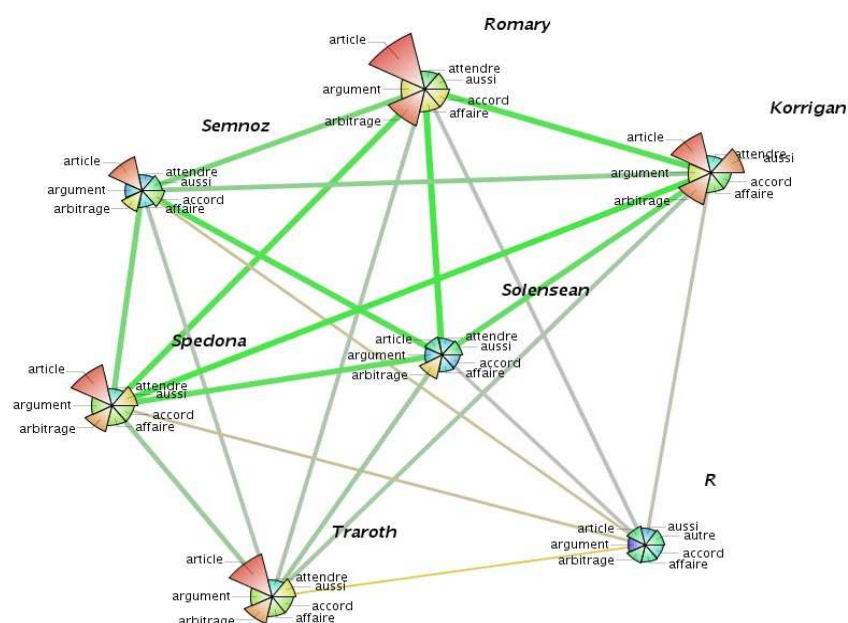 Romary
article
attendre
aussi
argument
accord
affaire
arbitrage
Korrigan
article
attendre
aussi
argument
accord
affaire
arbitrage
Semnoz
article
attendre
aussi
argument
accord
affaire
arbitrage
Solensean
article
attendre
aussi
argument
accord
affaire
arbitrage
Spedona
article
attendre
aussi
argument
accord
affaire
arbitrage
R
article
aussi
autre
argument
accord
affaire
arbitrage
Traroth
article
attendre
aussi
argument
accord
affaire
arbitrage